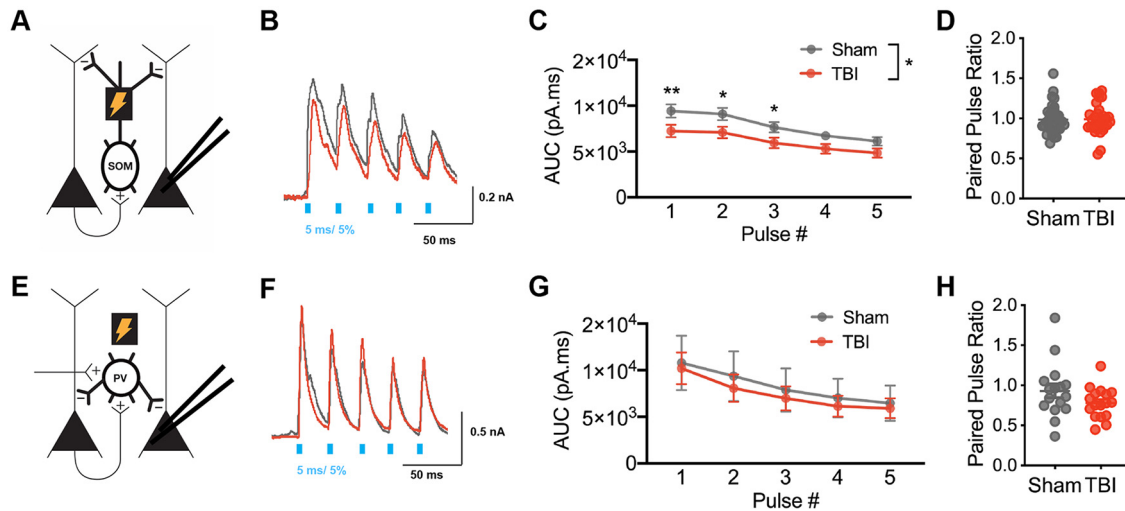 A
SOM
+
B
5 ms/ 5%
50 ms
0.2 nA
C
AUC (pA.ms)
2×10⁴
1×10⁴
5×10³
0
** * *
Sham
TBI
*
1 2 3 4 5
Pulse #
D
Paired Pulse Ratio
2.0
1.5
1.0
0.5
0.0
Sham TBI
E
PV
+ +
F
5 ms/ 5%
50 ms
0.5 nA
G
AUC (pA.ms)
2×10⁴
1×10⁴
5×10³
0
Sham
TBI
1 2 3 4 5
Pulse #
H
Paired Pulse Ratio
2.0
1.5
1.0
0.5
0.0
Sham TBI